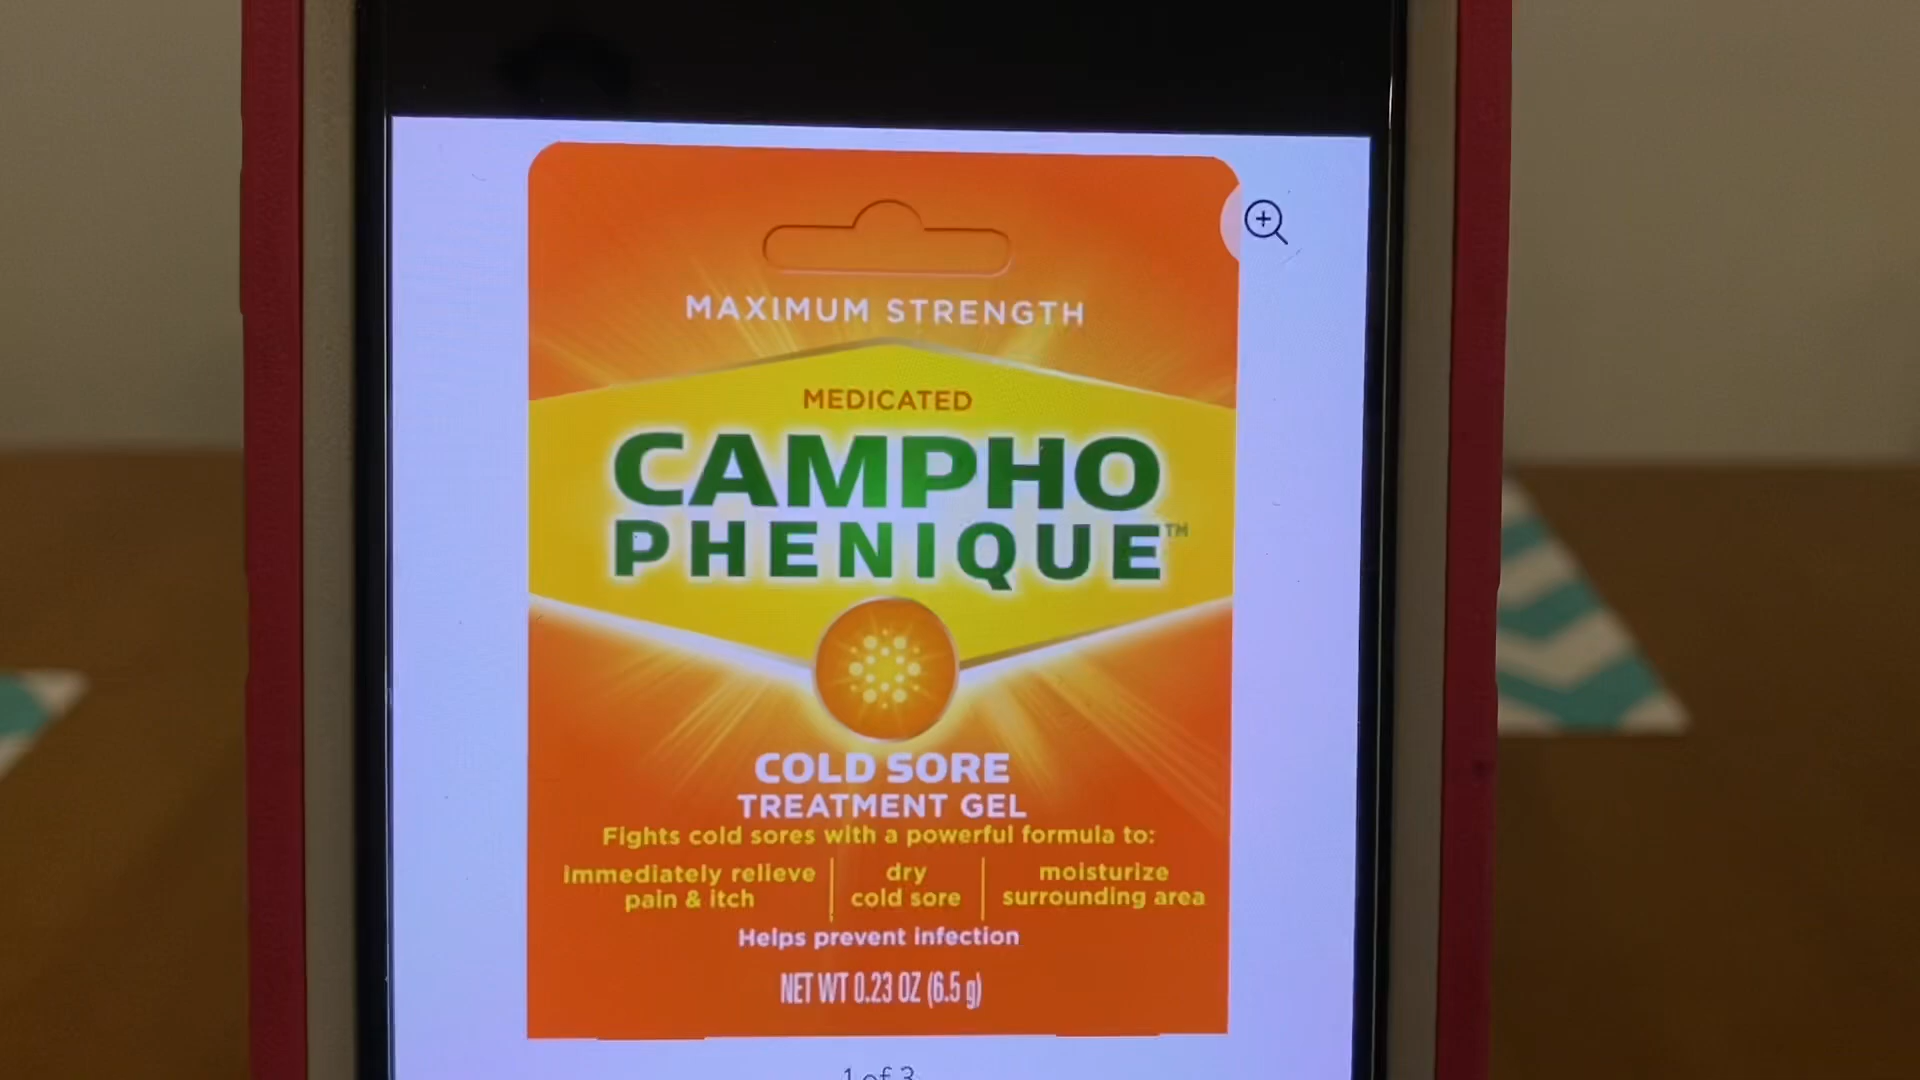 MAXIMUM STRENGTH
MEDICATED
CAMPHO
PHENIQUE™
COLD SORE
TREATMENT GEL
Fights cold sores with a powerful formula to:
immediately relieve pain & itch
dry cold sore
moisturize surrounding area
Helps prevent infection
NET WT 0.23 OZ (6.5 g)
1 of 3